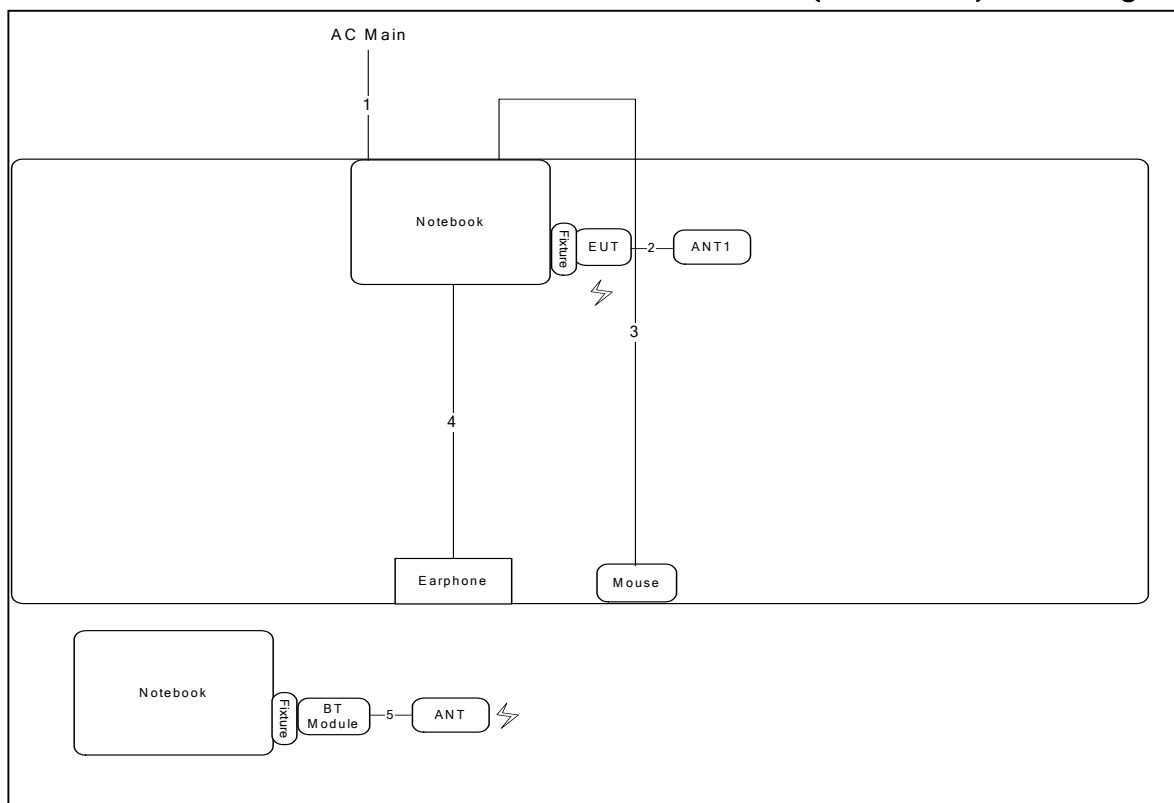 AC Main
1
Notebook
Fixture
EUT
2
ANT1
3
4
Earphone
Mouse
Notebook
Fixture
BT
Module
5
ANT